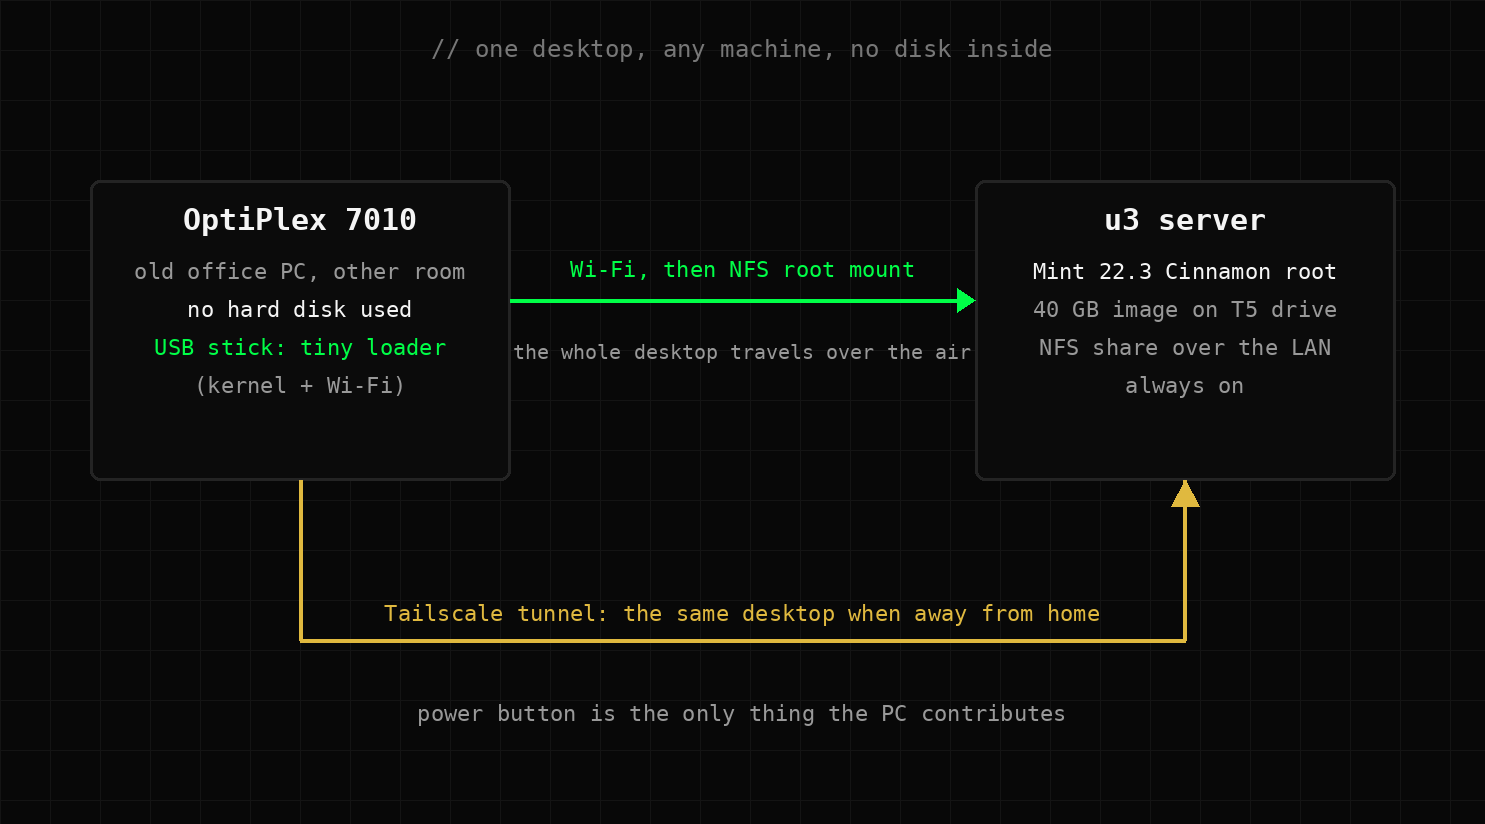 // one desktop, any machine, no disk inside
OptiPlex 7010
old office PC, other room
no hard disk used
USB stick: tiny loader
(kernel + Wi-Fi)
Wi-Fi, then NFS root mount
the whole desktop travels over the air
u3 server
Mint 22.3 Cinnamon root
40 GB image on T5 drive
NFS share over the LAN
always on
Tailscale tunnel: the same desktop when away from home
power button is the only thing the PC contributes